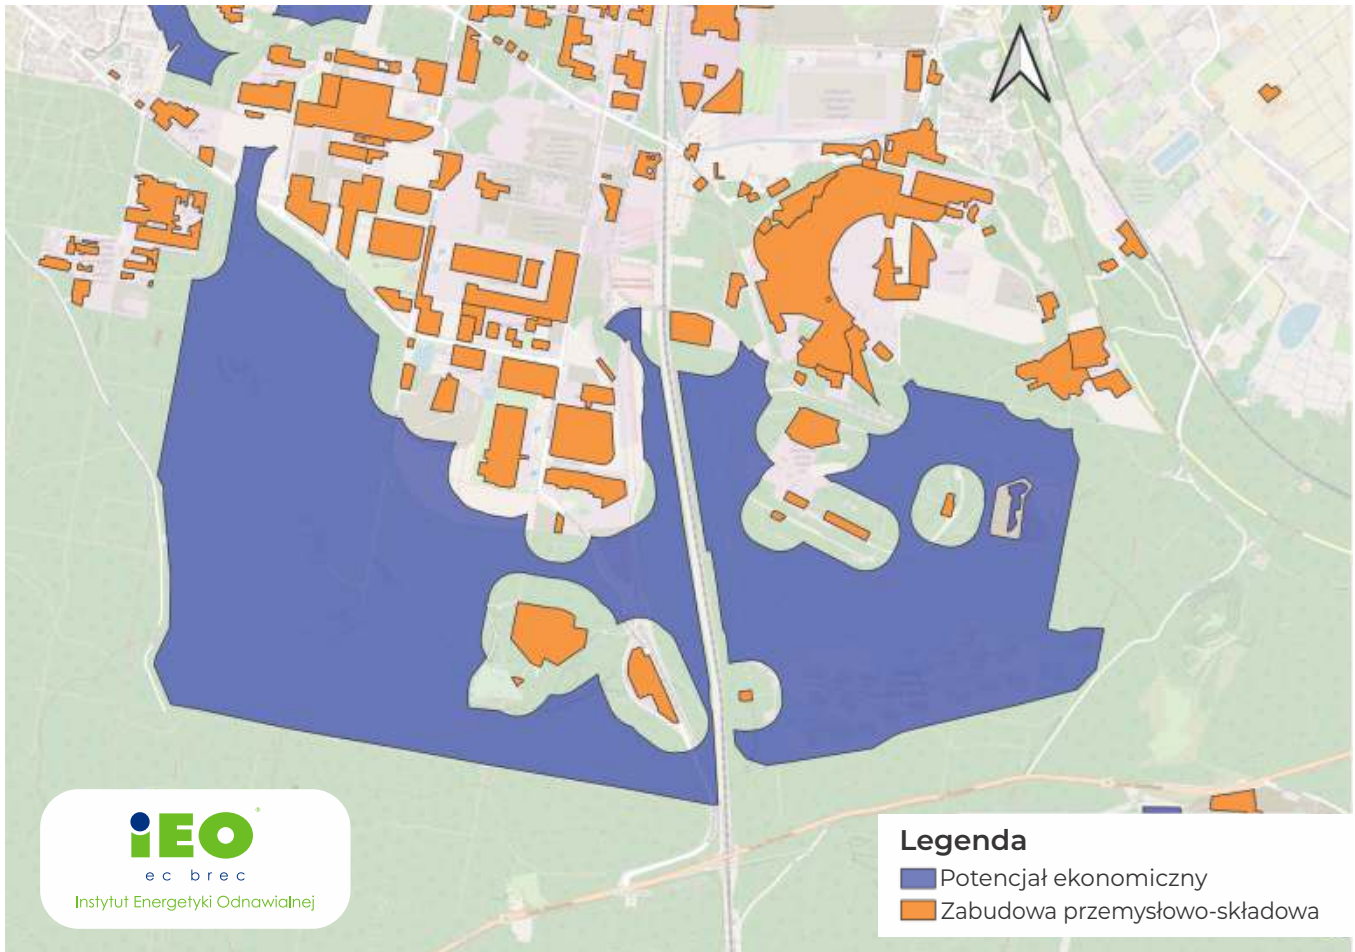 iEO
ec brec
Instytut Energetyki Odnawialnej
Legenda
Potencjał ekonomiczny
Zabudowa przemysłowo-składowa